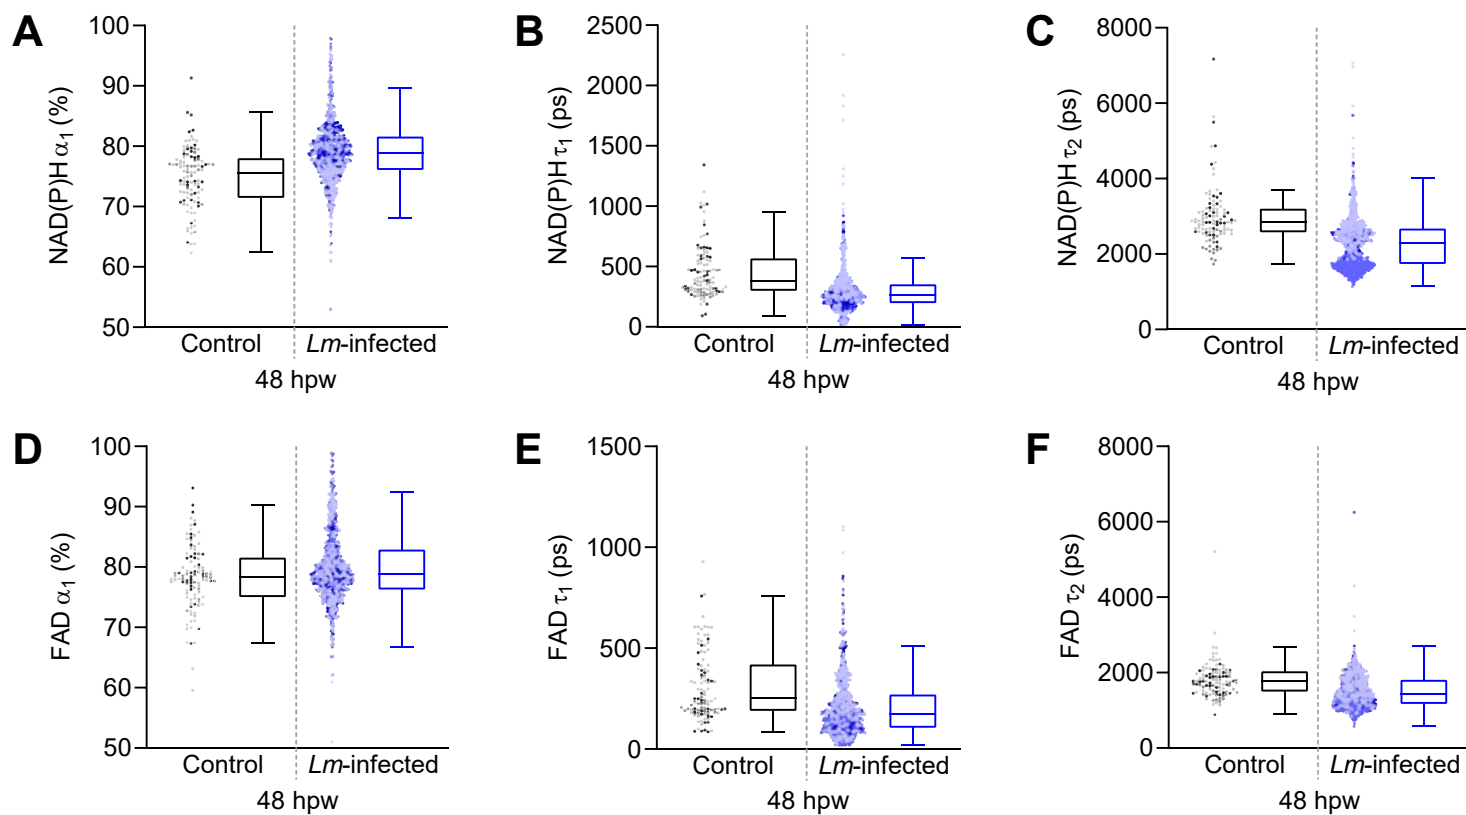 A
NAD(P)H α1 (%)
100
90
80
70
60
50
Control
Lm-infected
48 hpw
B
NAD(P)H τ1 (ps)
2500
2000
1500
1000
500
0
Control
Lm-infected
48 hpw
C
NAD(P)H τ2 (ps)
8000
6000
4000
2000
0
Control
Lm-infected
48 hpw
D
FAD α1 (%)
100
90
80
70
60
50
Control
Lm-infected
48 hpw
E
FAD τ1 (ps)
1500
1000
500
0
Control
Lm-infected
48 hpw
F
FAD τ2 (ps)
8000
6000
4000
2000
0
Control
Lm-infected
48 hpw